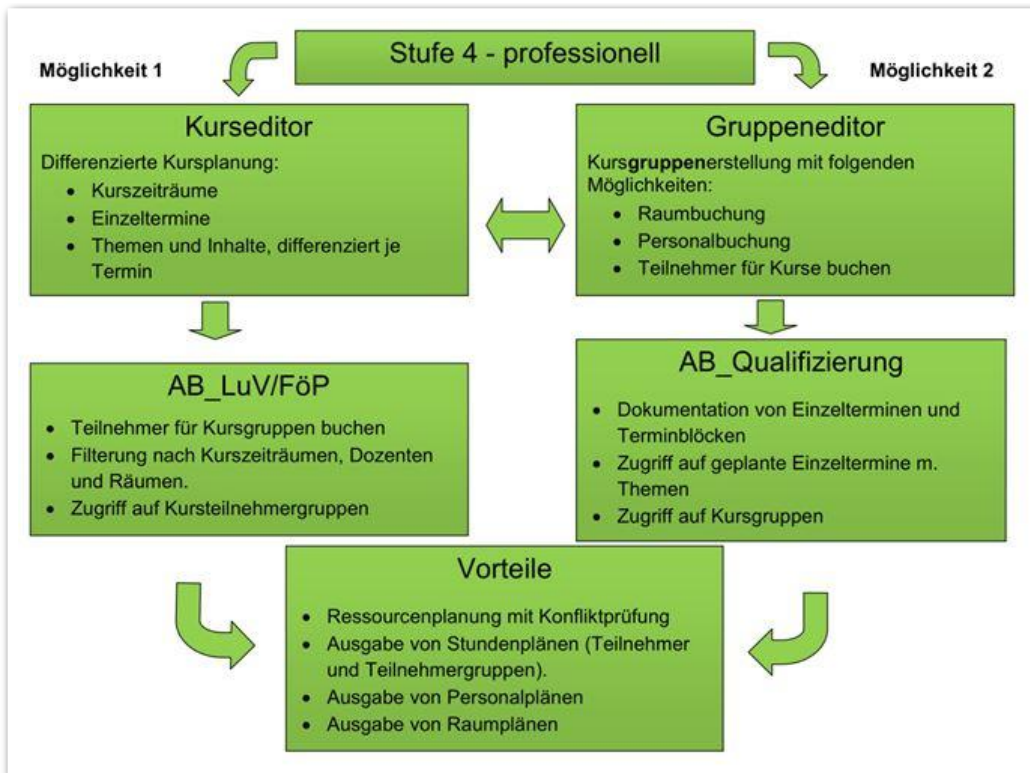 Stufe 4 - professionell
Möglichkeit 1
Möglichkeit 2
Kurseditor
Differenzierte Kursplanung:
• Kurszeiträume
• Einzeltermine
• Themen und Inhalte, differenziert je
Termin
Gruppeneditor
Kursgruppenerstellung mit folgenden
Möglichkeiten:
• Raumbuchung
• Personalbuchung
• Teilnehmer für Kurse buchen
AB_LuV/FöP
• Teilnehmer für Kursgruppen buchen
• Filterung nach Kurszeiträumen, Dozenten
und Räumen.
• Zugriff auf Kursteilnehmergruppen
AB_Qualifizierung
• Dokumentation von Einzelterminen und
Terminblöcken
• Zugriff auf geplante Einzeltermine m.
Themen
• Zugriff auf Kursgruppen
Vorteile
• Ressourcenplanung mit Konfliktprüfung
• Ausgabe von Stundenplänen (Teilnehmer
und Teilnehmergruppen).
• Ausgabe von Personalplänen
• Ausgabe von Raumplänen